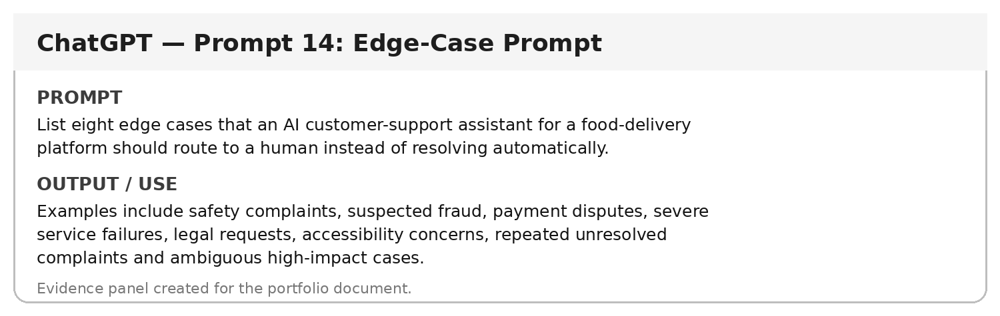 ChatGPT — Prompt 14: Edge-Case Prompt
PROMPT
List eight edge cases that an AI customer-support assistant for a food-delivery
platform should route to a human instead of resolving automatically.
OUTPUT / USE
Examples include safety complaints, suspected fraud, payment disputes, severe
service failures, legal requests, accessibility concerns, repeated unresolved
complaints and ambiguous high-impact cases.
Evidence panel created for the portfolio document.